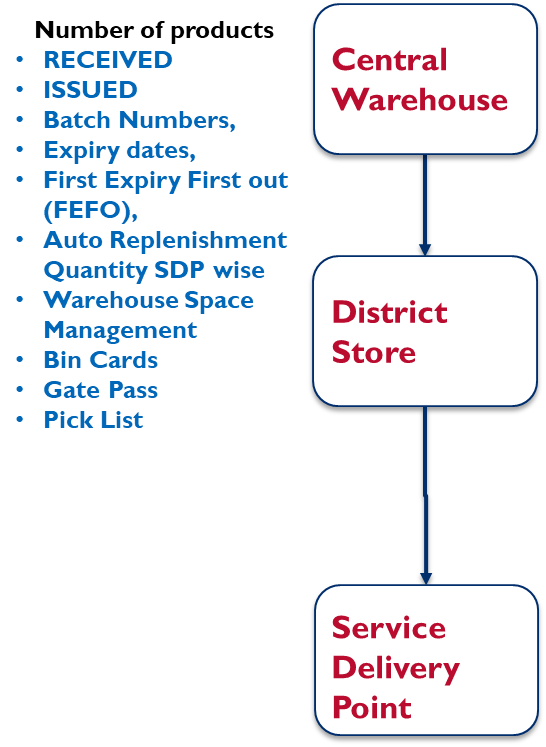 Number of products
• RECEIVED
• ISSUED
• Batch Numbers,
• Expiry dates,
• First Expiry First out
(FEFO),
• Auto Replenishment
Quantity SDP wise
• Warehouse Space
Management
• Bin Cards
• Gate Pass
• Pick List
Central
Warehouse
District
Store
Service
Delivery
Point